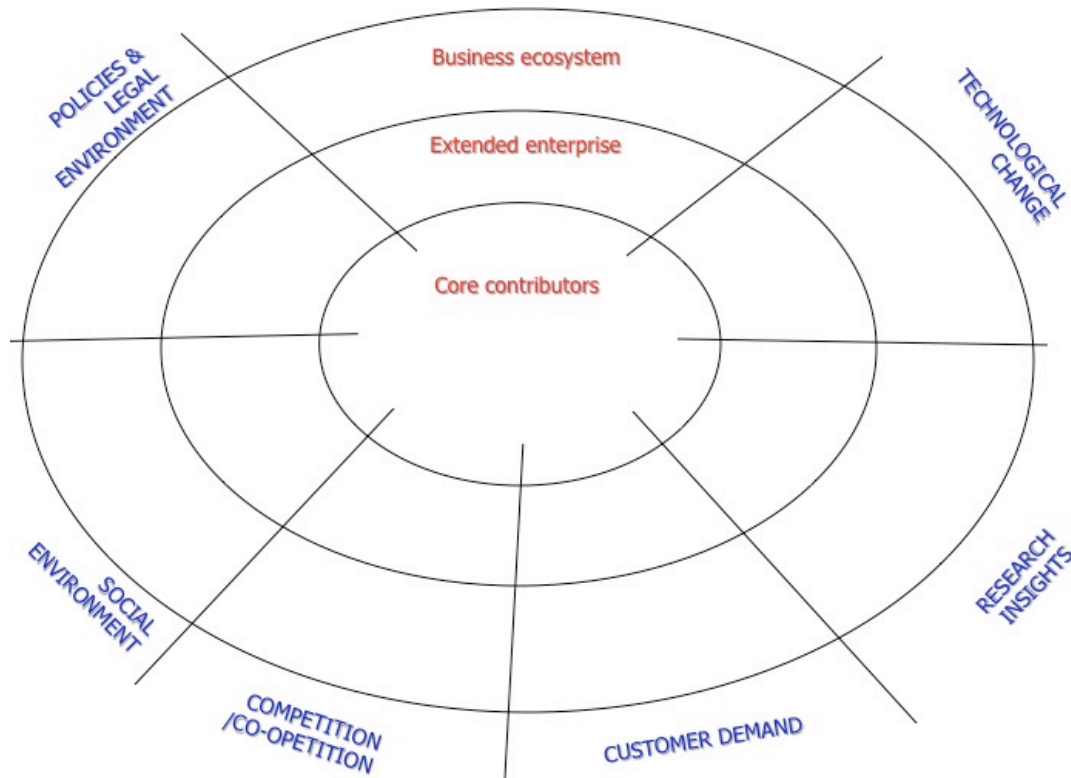 Business ecosystem
Extended enterprise
Core contributors
POLICIES &
LEGAL
ENVIRONMENT
TECHNOLOGICAL
CHANGE
SOCIAL
ENVIRONMENT
RESEARCH
INSIGHTS
COMPETITION
/CO-OPETITION
CUSTOMER DEMAND